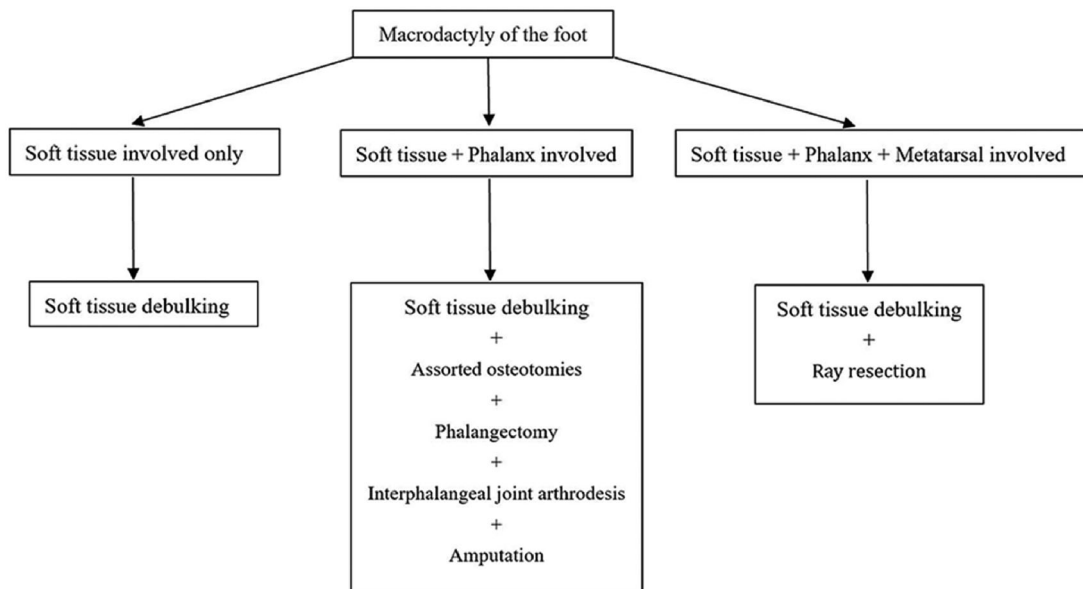 Macrodactyly of the foot
Soft tissue involved only
Soft tissue + Phalanx involved
Soft tissue + Phalanx + Metatarsal involved
Soft tissue debulking
Soft tissue debulking
+
Assorted osteotomies
+
Phalangectomy
+
Interphalangeal joint arthrodesis
+
Amputation
Soft tissue debulking
+
Ray resection